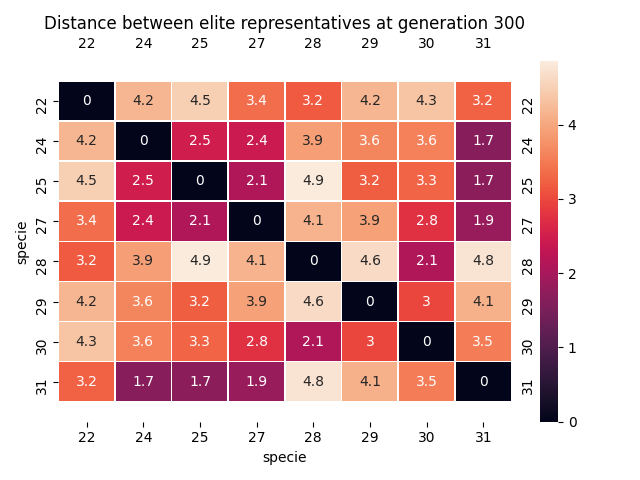 Distance between elite representatives at generation 300
22 24 25 27 28 29 30 31
22 0 4.2 4.5 3.4 3.2 4.2 4.3 3.2 22
24 4.2 0 2.5 2.4 3.9 3.6 3.6 1.7 24
25 4.5 2.5 0 2.1 4.9 3.2 3.3 1.7 25
27 3.4 2.4 2.1 0 4.1 3.9 2.8 1.9 27
28 3.2 3.9 4.9 4.1 0 4.6 2.1 4.8 28
29 4.2 3.6 3.2 3.9 4.6 0 3 4.1 29
30 4.3 3.6 3.3 2.8 2.1 3 0 3.5 30
31 3.2 1.7 1.7 1.9 4.8 4.1 3.5 0 31
22 24 25 27 28 29 30 31
specie
specie
4
3
2
1
0